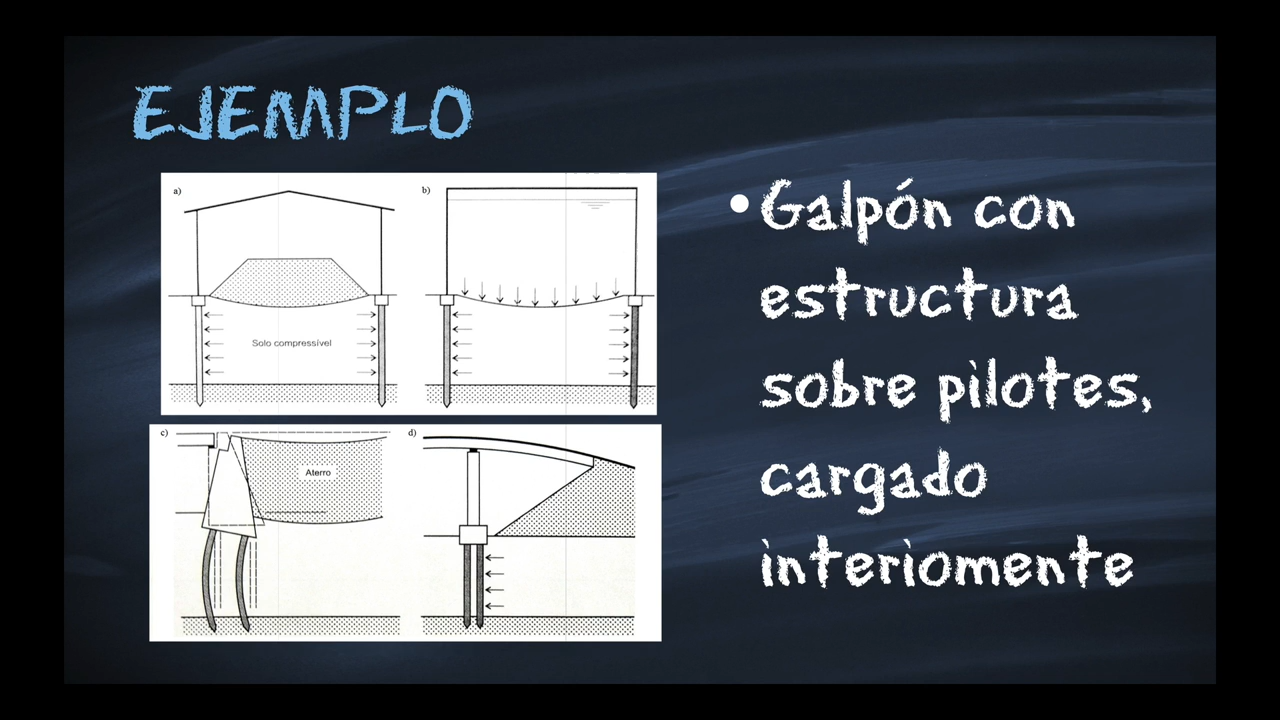 EJEMPLO
a)
b)
Solo compressível
c)
Aterro
d)
• Galpón con
estructura
sobre pilotes,
cargado
interiomente